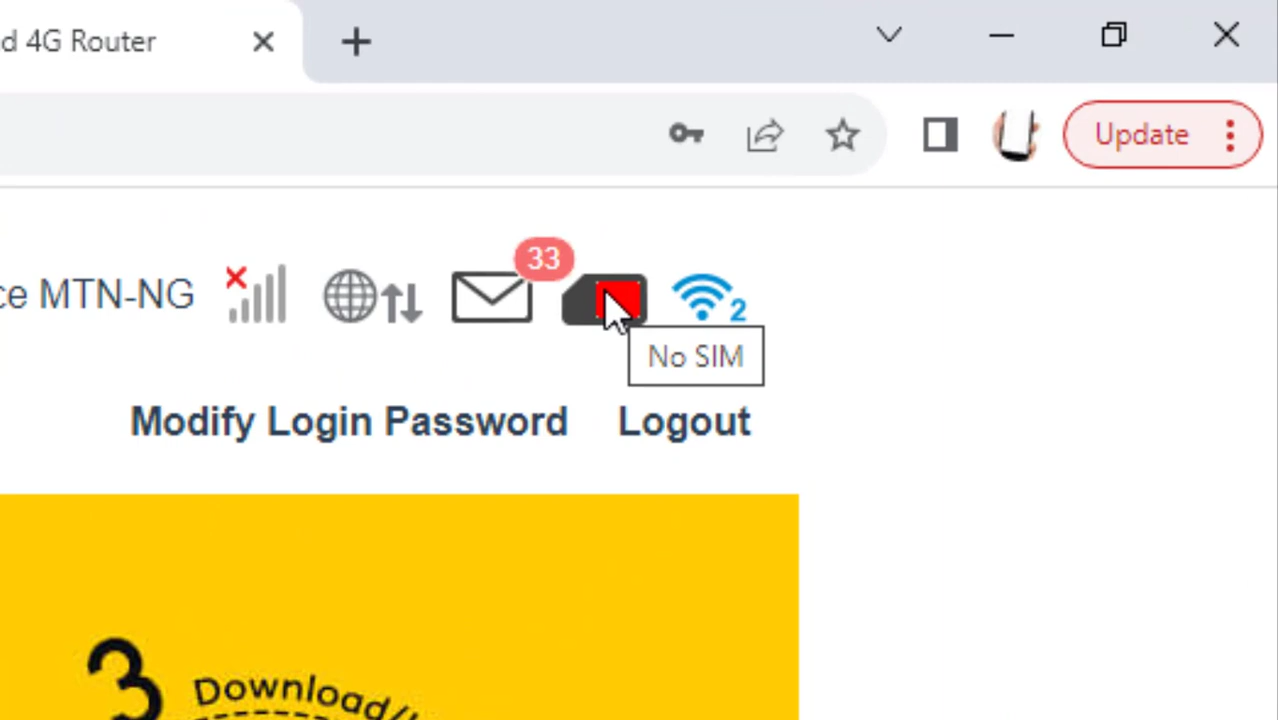 d 4G Router
Update
33
ce MTN-NG
2
No SIM
Modify Login Password Logout
3
Download/